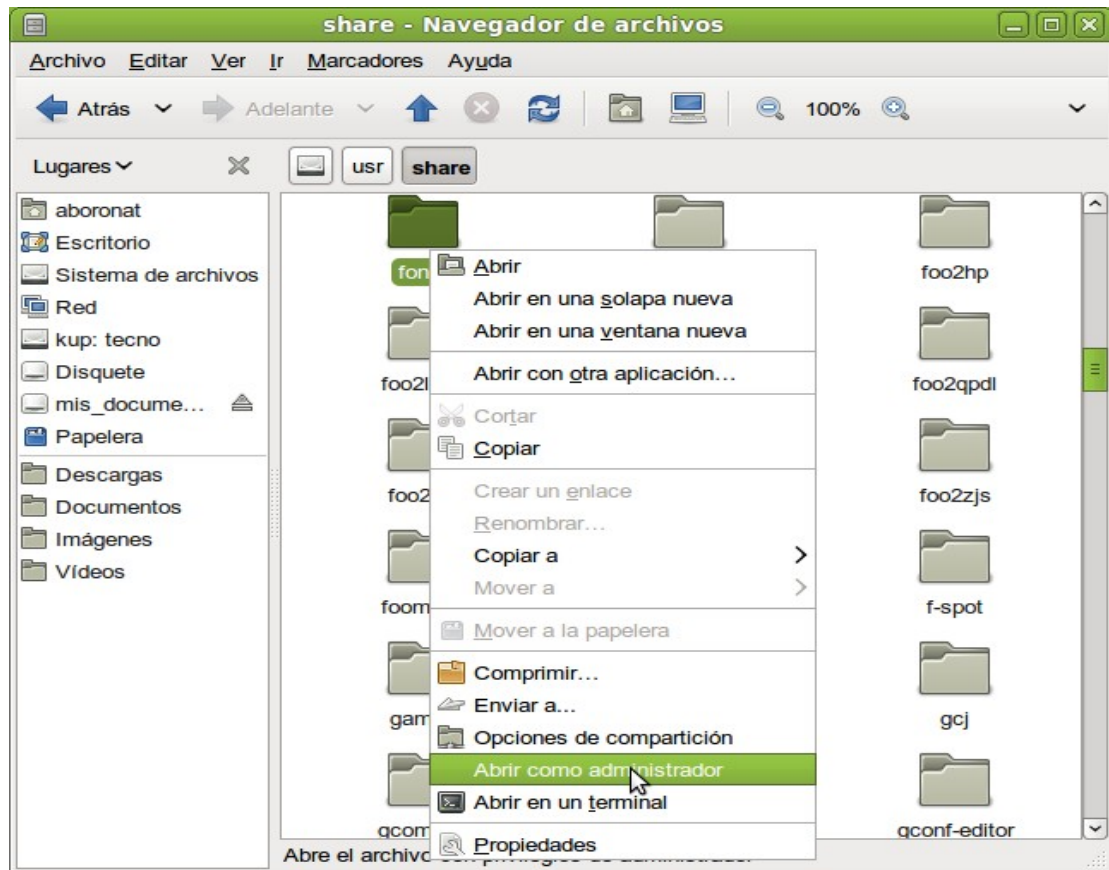 share - Navegador de archivos
Archivo Editar Ver Ir Marcadores Ayuda
Atrás Adelante 100%
Lugares usr share
aboronat
Escritorio
Sistema de archivos
Red
kup: tecno
Disquete
mis_docume...
Papelera
Descargas
Documentos
Imágenes
Vídeos
fon
foo2hp
foo2l
foo2qpdl
foo2
foo2zjs
foom
f-spot
gam
gcj
gcom
gconf-editor
Abrir
Abrir en una solapa nueva
Abrir en una ventana nueva
Abrir con otra aplicación...
Cortar
Copiar
Crear un enlace
Renombrar...
Copiar a
Mover a
Mover a la papelera
Comprimir...
Enviar a...
Opciones de compartición
Abrir como administrador
Abrir en un terminal
Propiedades
Abre el archivo